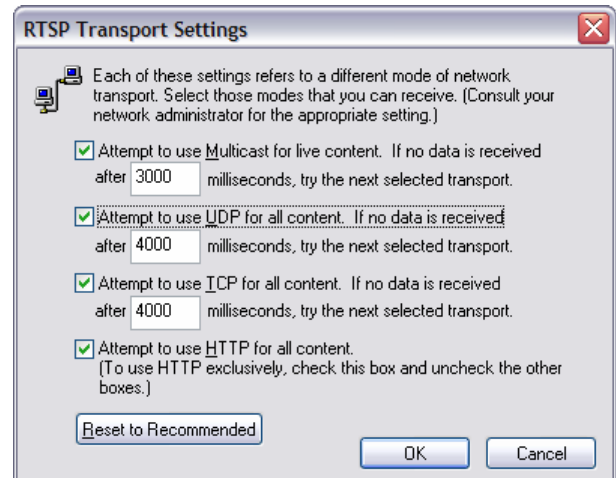 RTSP Transport Settings
Each of these settings refers to a different mode of network
transport. Select those modes that you can receive. (Consult your
network administrator for the appropriate setting.)
Attempt to use Multicast for live content. If no data is received
after 3000 milliseconds, try the next selected transport.
Attempt to use UDP for all content. If no data is received
after 4000 milliseconds, try the next selected transport.
Attempt to use TCP for all content. If no data is received
after 4000 milliseconds, try the next selected transport.
Attempt to use HTTP for all content.
(To use HTTP exclusively, check this box and uncheck the other
boxes.)
Reset to Recommended
OK Cancel